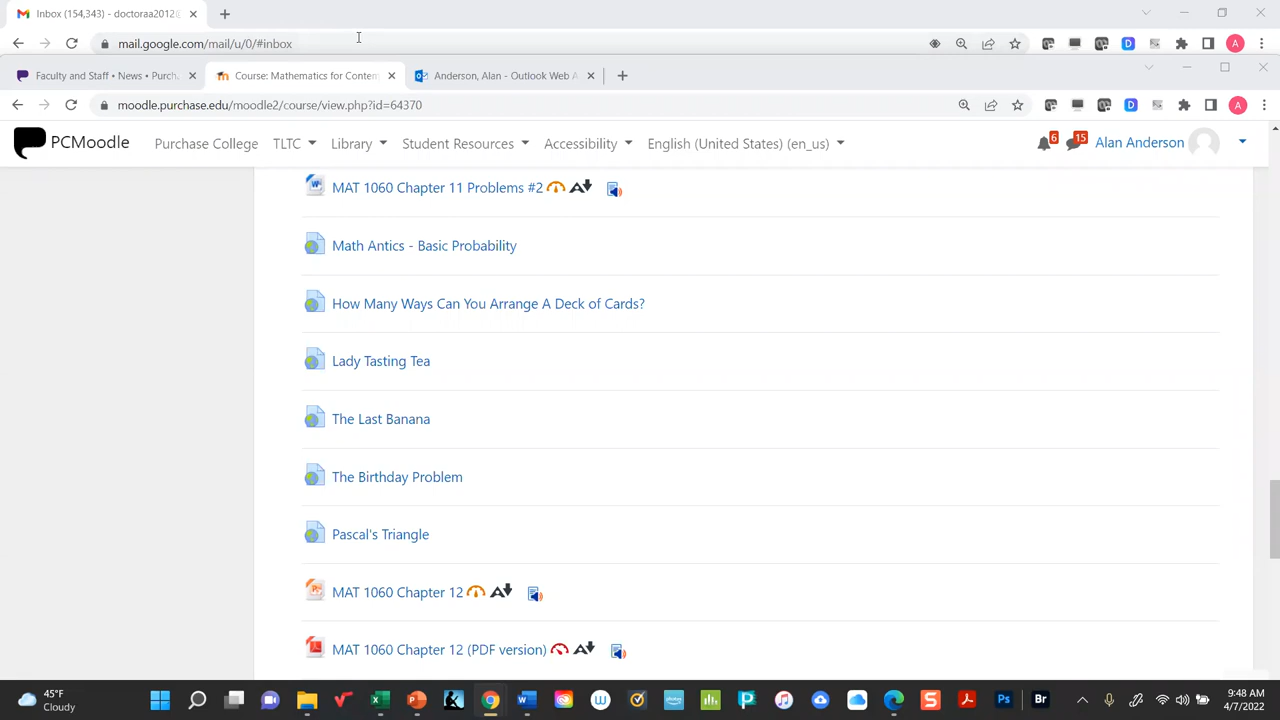 Inbox (154,343) - doctoraa2012@
mail.google.com/mail/u/0/#inbox
A
Faculty and Staff • News • Purch
Course: Mathematics for Contem
Anderson, Alan - Outlook Web A
moodle.purchase.edu/moodle2/course/view.php?id=64370
A
PCMoodle
Purchase College
TLTC
Library
Student Resources
Accessibility
English (United States) (en_us)
6
15
Alan Anderson
MAT 1060 Chapter 11 Problems #2
Math Antics - Basic Probability
How Many Ways Can You Arrange A Deck of Cards?
Lady Tasting Tea
The Last Banana
The Birthday Problem
Pascal's Triangle
MAT 1060 Chapter 12
MAT 1060 Chapter 12 (PDF version)
45°F
Cloudy
9:48 AM
4/7/2022